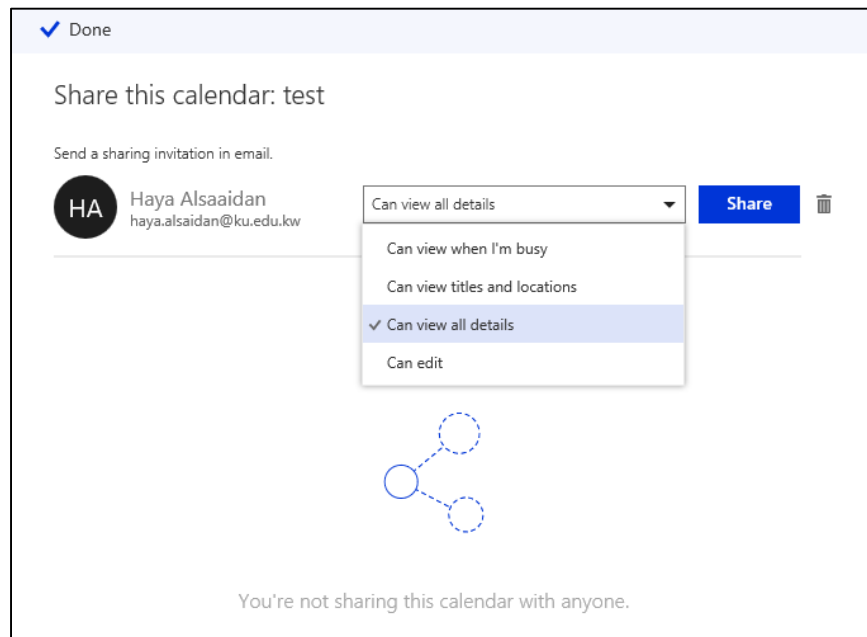 Done
Share this calendar: test
Send a sharing invitation in email.
HA
Haya Alsaaidan
haya.alsaidan@ku.edu.kw
Can view all details
Share
Can view when I'm busy
Can view titles and locations
Can view all details
Can edit
You're not sharing this calendar with anyone.